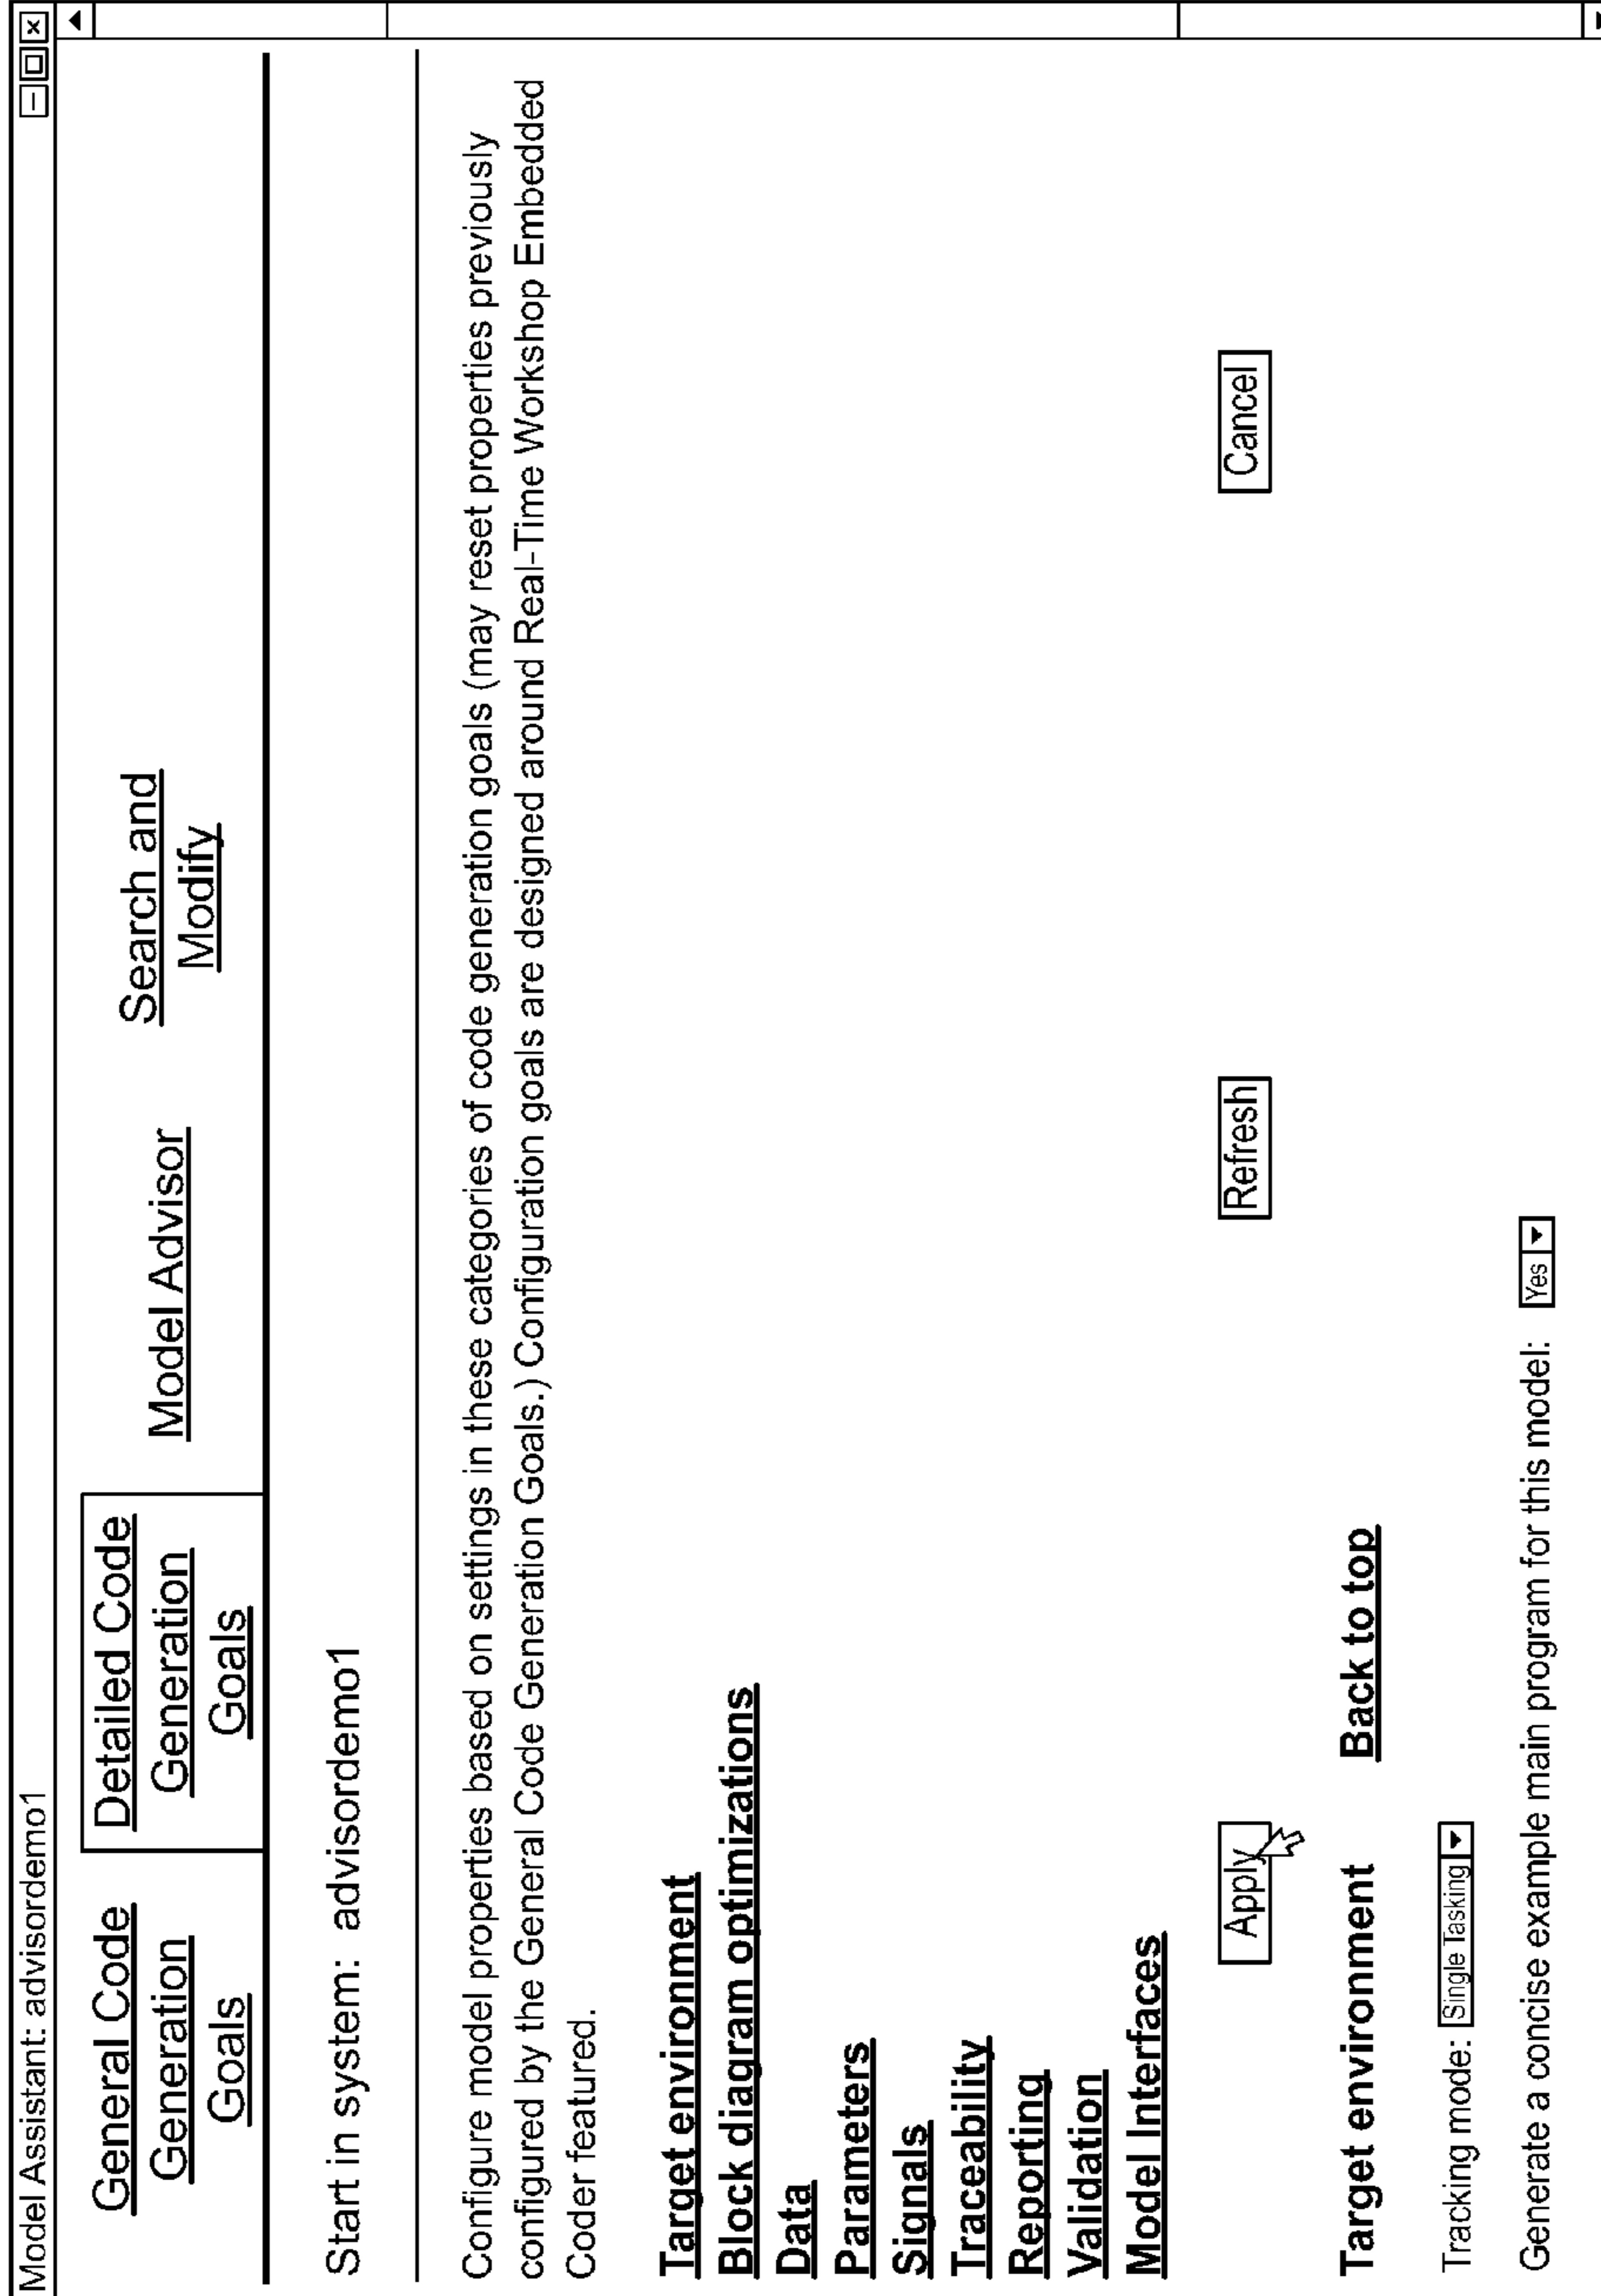 Model Assistant: advisordemo1
General Code
Generation
Goals
Detailed Code
Generation
Goals
Model Advisor
Search and
Modify
Start in system: advisordemo1
Configure model properties based on settings in these categories of code generation goals (may reset properties previously
configured by the General Code Generation Goals.) Configuration goals are designed around Real-Time Workshop Embedded
Coder featured.
Target environment
Block diagram optimizations
Data
Parameters
Signals
Traceability
Reporting
Validation
Model Interfaces
Apply
Refresh
Cancel
Target environment Back to top
Tracking mode: Single Tasking
Generate a concise example main program for this model: Yes